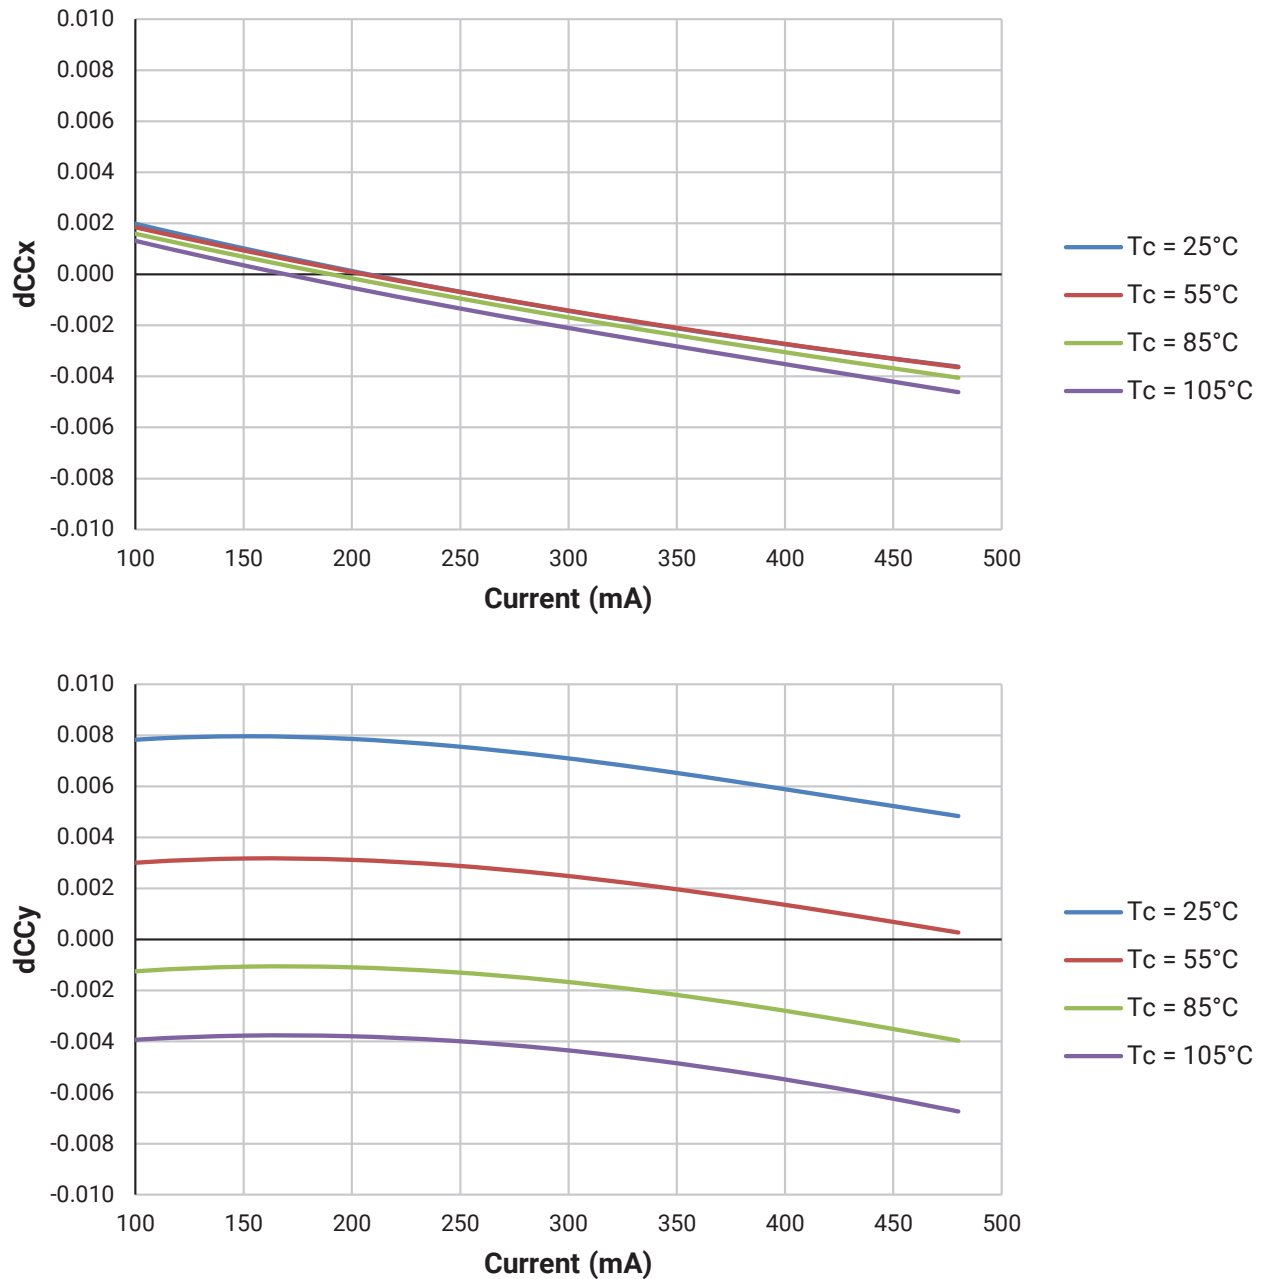 0.010
0.008
0.006
0.004
0.002
0.000
-0.002
-0.004
-0.006
-0.008
-0.010
dCCx
100 150 200 250 300 350 400 450 500
Current (mA)
Tc = 25°C
Tc = 55°C
Tc = 85°C
Tc = 105°C
0.010
0.008
0.006
0.004
0.002
0.000
-0.002
-0.004
-0.006
-0.008
-0.010
dCCy
100 150 200 250 300 350 400 450 500
Current (mA)
Tc = 25°C
Tc = 55°C
Tc = 85°C
Tc = 105°C